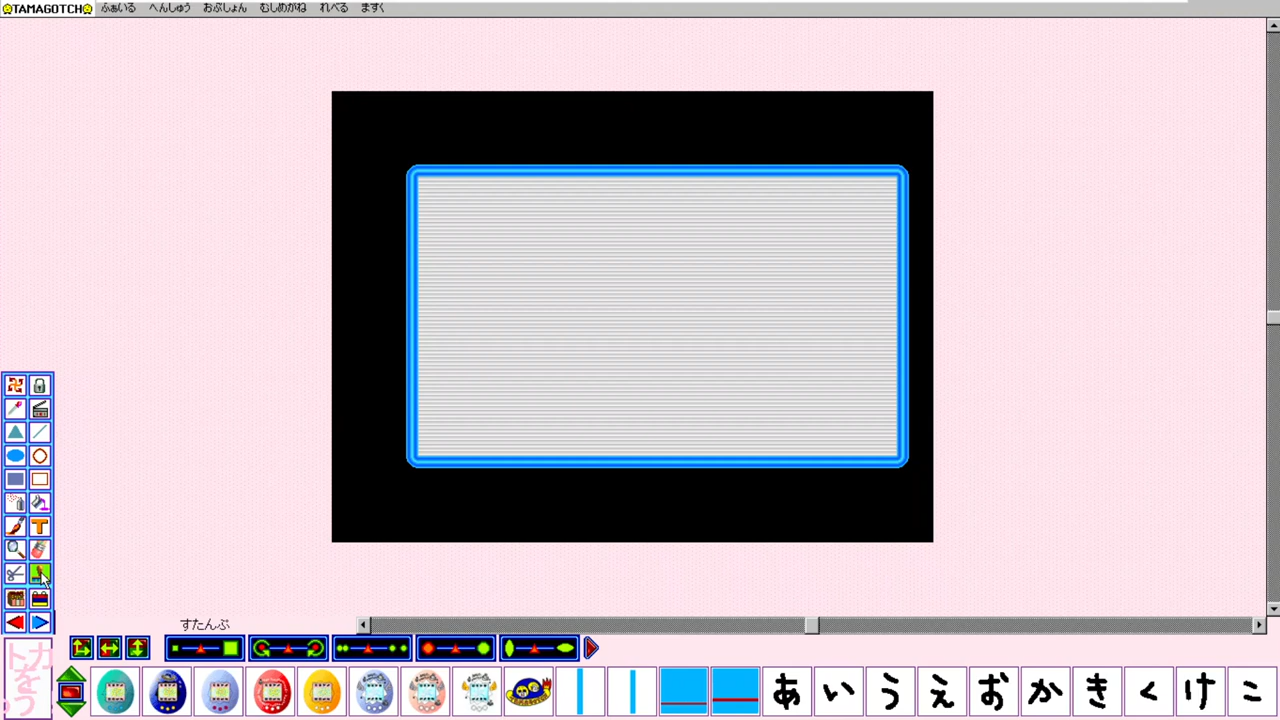 TAMAGOTCH ふぁいる へんしゅう おぷしょん むしめがね れべる ますく
すたんぷ
あ い う え お か き く け こ